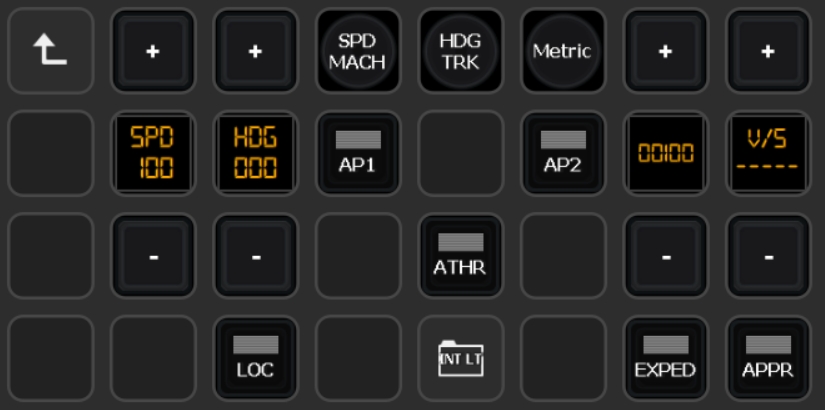 +
+
SPD
MACH
HDG
TRK
Metric
+
+
SPD
100
HDG
000
AP1
AP2
00100
V/S
-----
-
-
ATHR
-
-
LOC
INT LT
EXPED
APPR